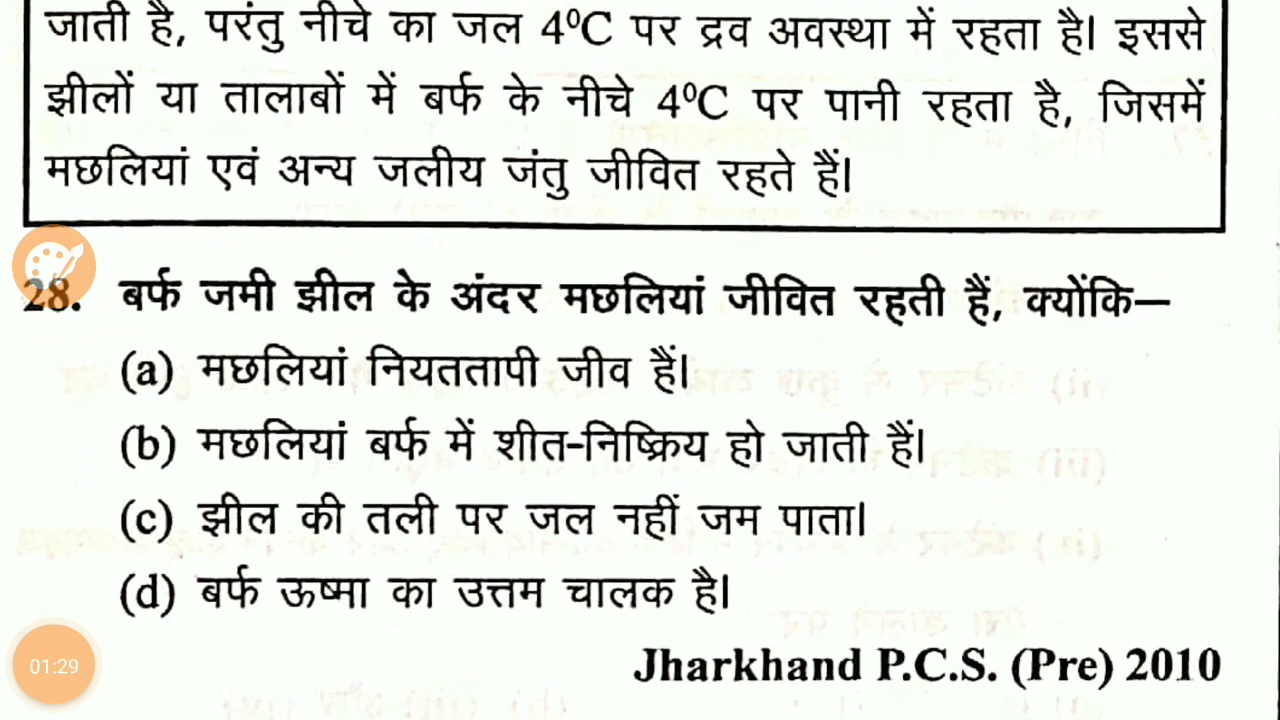 जाती है, परंतु नीचे का जल 4⁰C पर द्रव अवस्था में रहता है। इससे
झीलों या तालाबों में बर्फ के नीचे 4⁰C पर पानी रहता है, जिसमें
मछलियां एवं अन्य जलीय जंतु जीवित रहते हैं।
28. बर्फ जमी झील के अंदर मछलियां जीवित रहती हैं, क्योंकि—
(a) मछलियां नियततापी जीव हैं।
(b) मछलियां बर्फ में शीत-निष्क्रिय हो जाती हैं।
(c) झील की तली पर जल नहीं जम पाता।
(d) बर्फ ऊष्मा का उत्तम चालक है।
Jharkhand P.C.S. (Pre) 2010
01:29